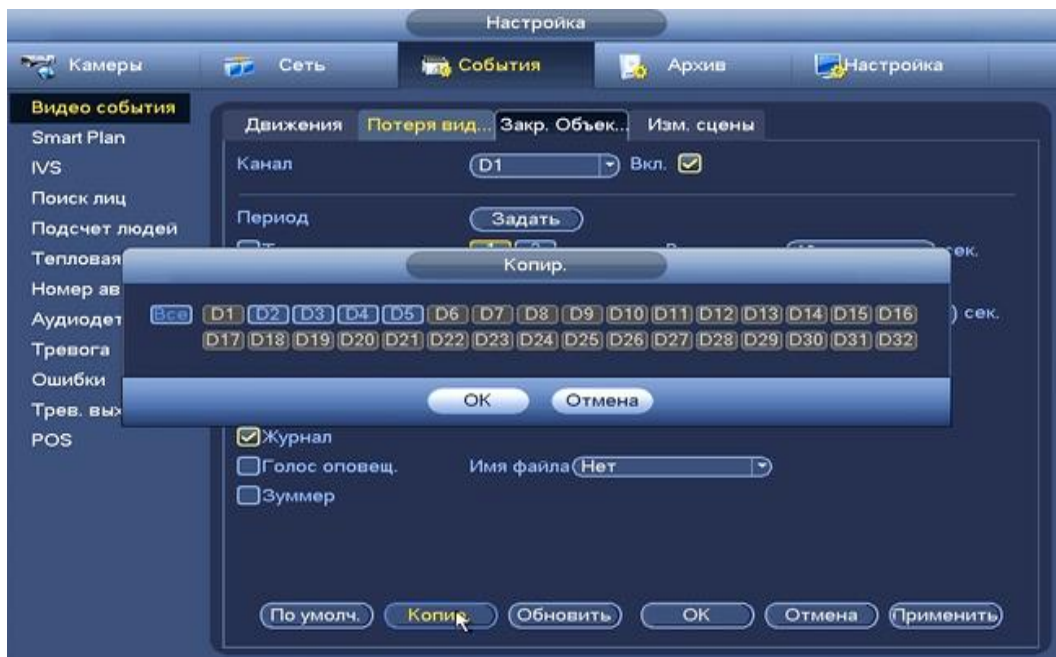 Настройка
Камеры Сеть События Архив Настройка
Видео события
Smart Plan
IVS
Поиск лиц
Подсчет людей
Тепловая
Номер ав
Аудиодет
Тревога
Ошибки
Трев. вых
POS
Движения Потеря вид... Закр. Объек... Изм. сцены
Канал D1 Вкл.
Период Задать
сек.
Копир.
Все D1 D2 D3 D4 D5 D6 D7 D8 D9 D10 D11 D12 D13 D14 D15 D16
) сек.
D17 D18 D19 D20 D21 D22 D23 D24 D25 D26 D27 D28 D29 D30 D31 D32
OK Отмена
Журнал
Голос оповещ. Имя файла Нет
Зуммер
По умолч. Копир. Обновить OK Отмена Применить